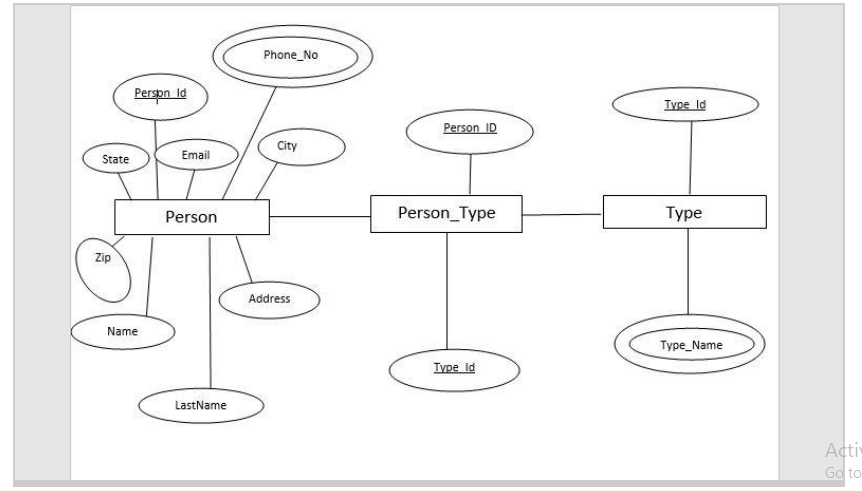 Phone_No
Person_Id
Type_Id
Person_ID
State
Email
City
Person
Person_Type
Type
Zip
Address
Name
Type_Name
Type_Id
LastName
Activ
Go to